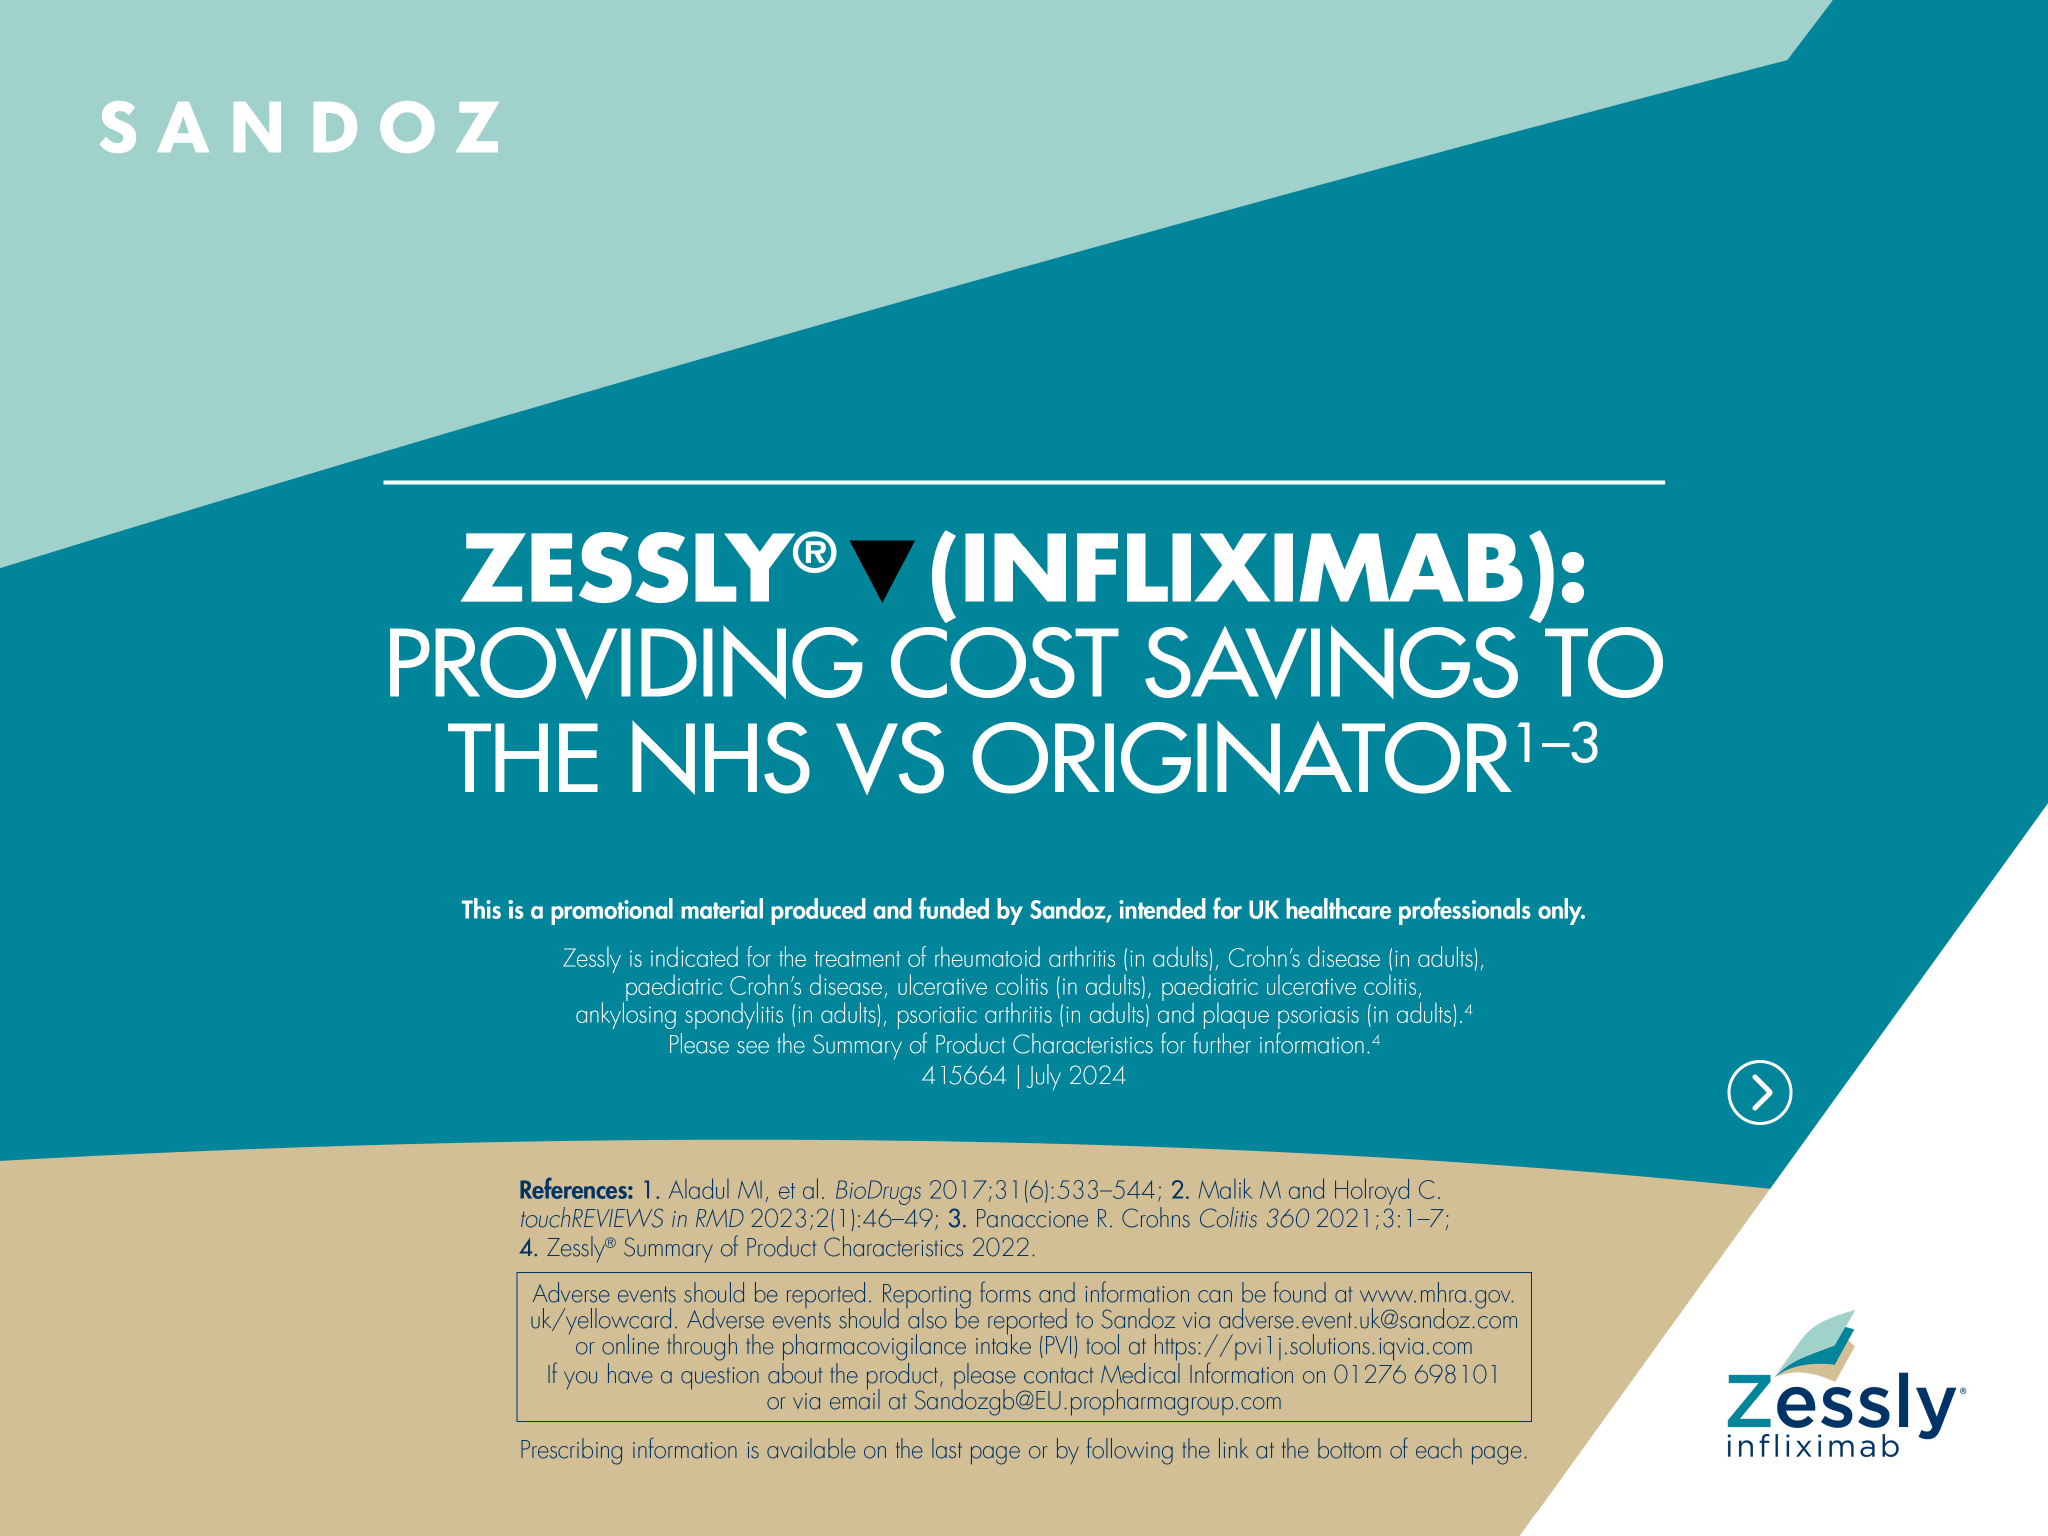 SANDOZ
ZESSLY®▼(INFLIXIMAB):
PROVIDING COST SAVINGS TO
THE NHS VS ORIGINATOR1–3
This is a promotional material produced and funded by Sandoz, intended for UK healthcare professionals only.
Zessly is indicated for the treatment of rheumatoid arthritis (in adults), Crohn’s disease (in adults),
paediatric Crohn’s disease, ulcerative colitis (in adults), paediatric ulcerative colitis,
ankylosing spondylitis (in adults), psoriatic arthritis (in adults) and plaque psoriasis (in adults).4
Please see the Summary of Product Characteristics for further information.4
415664 | July 2024
References: 1. Aladul MI, et al. BioDrugs 2017;31(6):533–544; 2. Malik M and Holroyd C.
touchREVIEWS in RMD 2023;2(1):46–49; 3. Panaccione R. Crohns Colitis 360 2021;3:1–7;
4. Zessly® Summary of Product Characteristics 2022.
Adverse events should be reported. Reporting forms and information can be found at www.mhra.gov.
uk/yellowcard. Adverse events should also be reported to Sandoz via adverse.event.uk@sandoz.com
or online through the pharmacovigilance intake (PVI) tool at https://pvi1j.solutions.iqvia.com
If you have a question about the product, please contact Medical Information on 01276 698101
or via email at Sandozgb@EU.propharmagroup.com
Prescribing information is available on the last page or by following the link at the bottom of each page.
Zessly®
infliximab